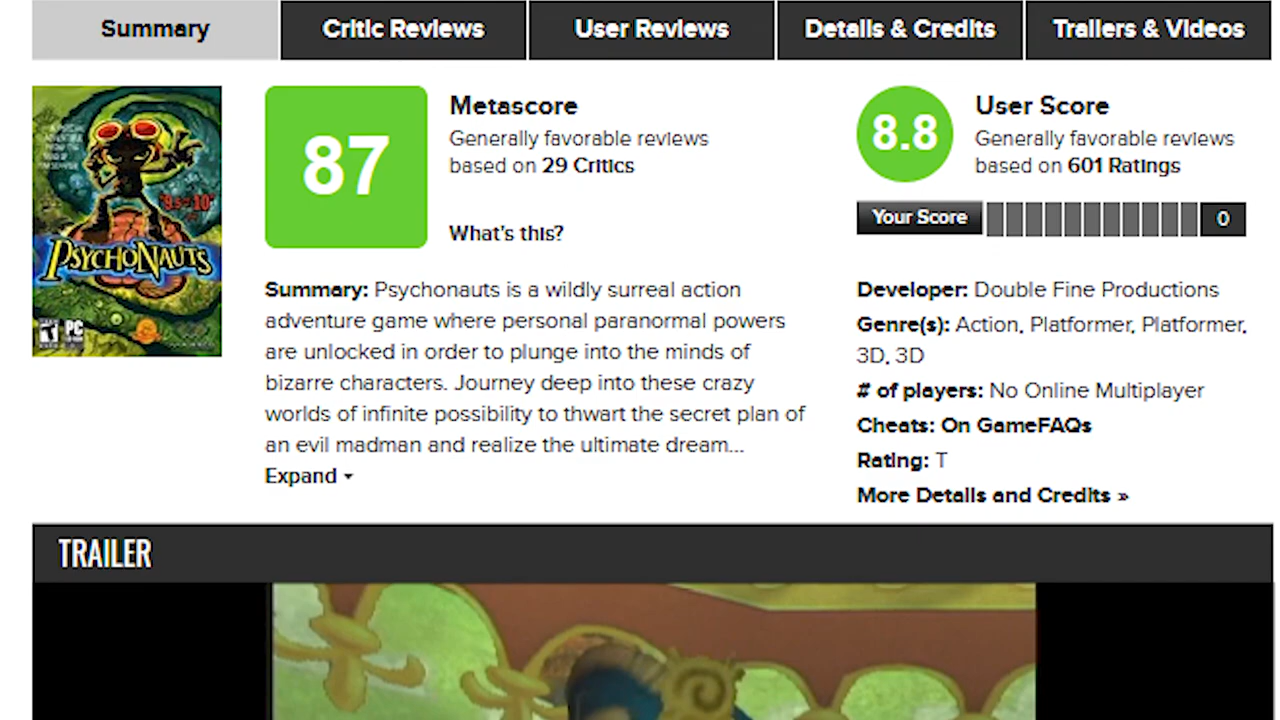 Summary
Critic Reviews
User Reviews
Details & Credits
Trailers & Videos
87
Metascore
Generally favorable reviews
based on 29 Critics
What's this?
8.8
User Score
Generally favorable reviews
based on 601 Ratings
Your Score
0
"9.5 of 10"
PSYCHONAUTS
T
PC
Summary: Psychonauts is a wildly surreal action
adventure game where personal paranormal powers
are unlocked in order to plunge into the minds of
bizarre characters. Journey deep into these crazy
worlds of infinite possibility to thwart the secret plan of
an evil madman and realize the ultimate dream...
Expand
Developer: Double Fine Productions
Genre(s): Action, Platformer, Platformer,
3D, 3D
# of players: No Online Multiplayer
Cheats: On GameFAQs
Rating: T
More Details and Credits »
TRAILER